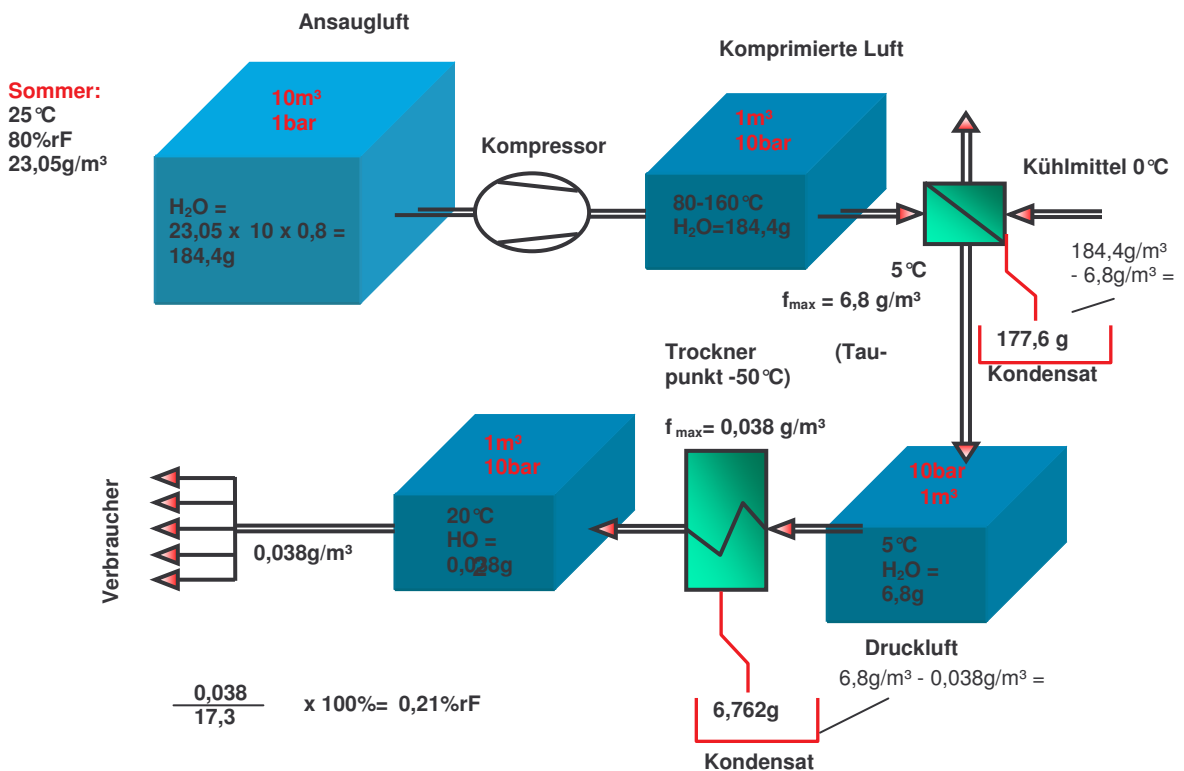 Ansaugluft
Komprimierte Luft
Sommer:
25°C
80%rF
23,05g/m³
10m³
1bar
H₂O =
23,05 x 10 x 0,8 =
184,4g
Kompressor
1m³
10bar
80-160°C
H₂O=184,4g
Kühlmittel 0°C
5°C
f max = 6,8 g/m³
184,4g/m³
- 6,8g/m³ =
177,6 g
Kondensat
Trockner (Tau-
punkt -50°C)
f max= 0,038 g/m³
10bar
1m³
5°C
H₂O =
6,8g
Druckluft
6,8g/m³ - 0,038g/m³ =
6,762g
Kondensat
1m³
10bar
20°C
HO =
2
0,038g
0,038g/m³
Verbraucher
0,038
17,3
x 100%= 0,21%rF